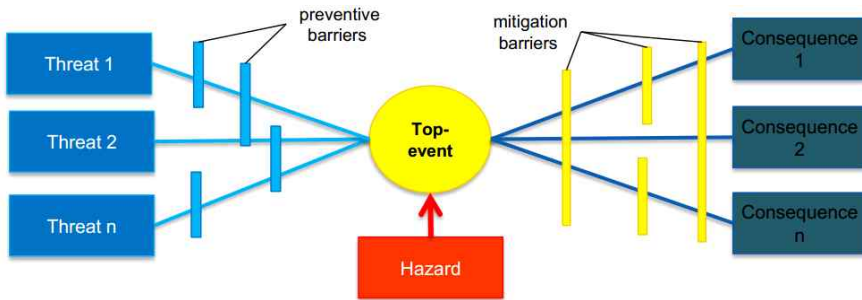 preventive
barriers
mitigation
barriers
Threat 1
Threat 2
Threat n
Top-
event
Hazard
Consequence
1
Consequence
2
Consequence
n